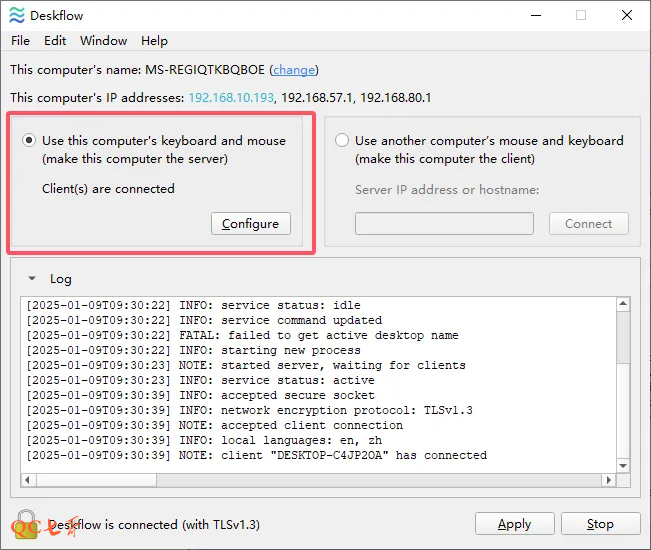 Deskflow
File Edit Window Help
This computer's name: MS-REGIQTKBQBOE (change)
This computer's IP addresses: 192.168.10.193, 192.168.57.1, 192.168.80.1
Use this computer's keyboard and mouse
(make this computer the server)
Client(s) are connected
Configure
Use another computer's mouse and keyboard
(make this computer the client)
Server IP address or hostname:
Connect
Log
[2025-01-09T09:30:22] INFO: service status: idle
[2025-01-09T09:30:22] INFO: service command updated
[2025-01-09T09:30:22] FATAL: failed to get active desktop name
[2025-01-09T09:30:22] INFO: starting new process
[2025-01-09T09:30:23] NOTE: started server, waiting for clients
[2025-01-09T09:30:23] INFO: service status: active
[2025-01-09T09:30:39] INFO: accepted secure socket
[2025-01-09T09:30:39] INFO: network encryption protocol: TLSv1.3
[2025-01-09T09:30:39] NOTE: accepted client connection
[2025-01-09T09:30:39] INFO: local languages: en, zh
[2025-01-09T09:30:39] NOTE: client "DESKTOP-C4JP2OA" has connected
Deskflow is connected (with TLSv1.3)
Apply Stop